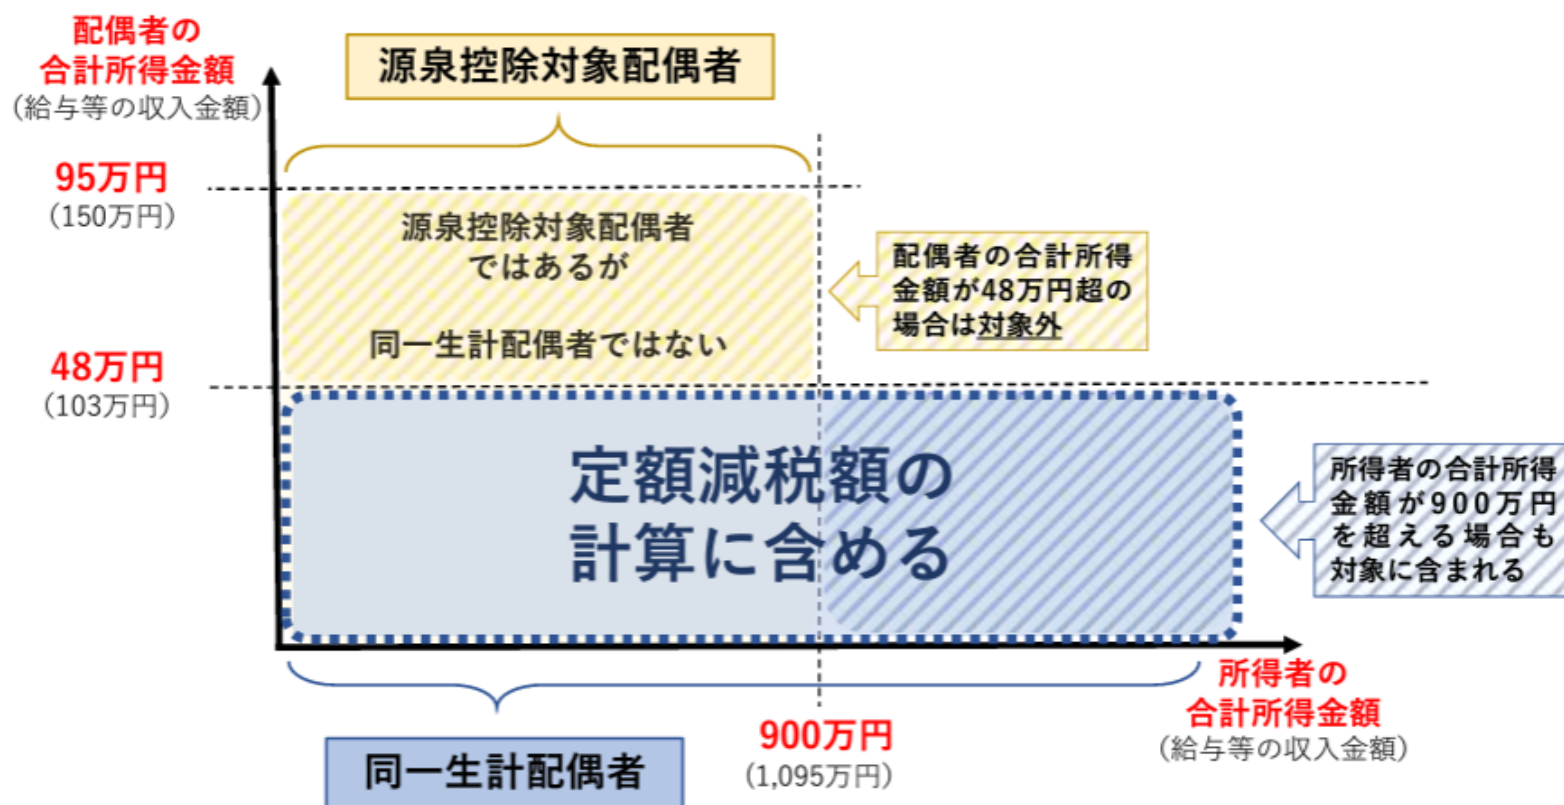 配偶者の
合計所得金額
(給与等の収入金額)
源泉控除対象配偶者
95万円
(150万円)
源泉控除対象配偶者
ではあるが
同一生計配偶者ではない
配偶者の合計所得
金額が48万円超の
場合は対象外
48万円
(103万円)
定額減税額の
計算に含める
所得者の合計所得
金額が900万円
を超える場合も
対象に含まれる
所得者の
合計所得金額
(給与等の収入金額)
900万円
(1,095万円)
同一生計配偶者